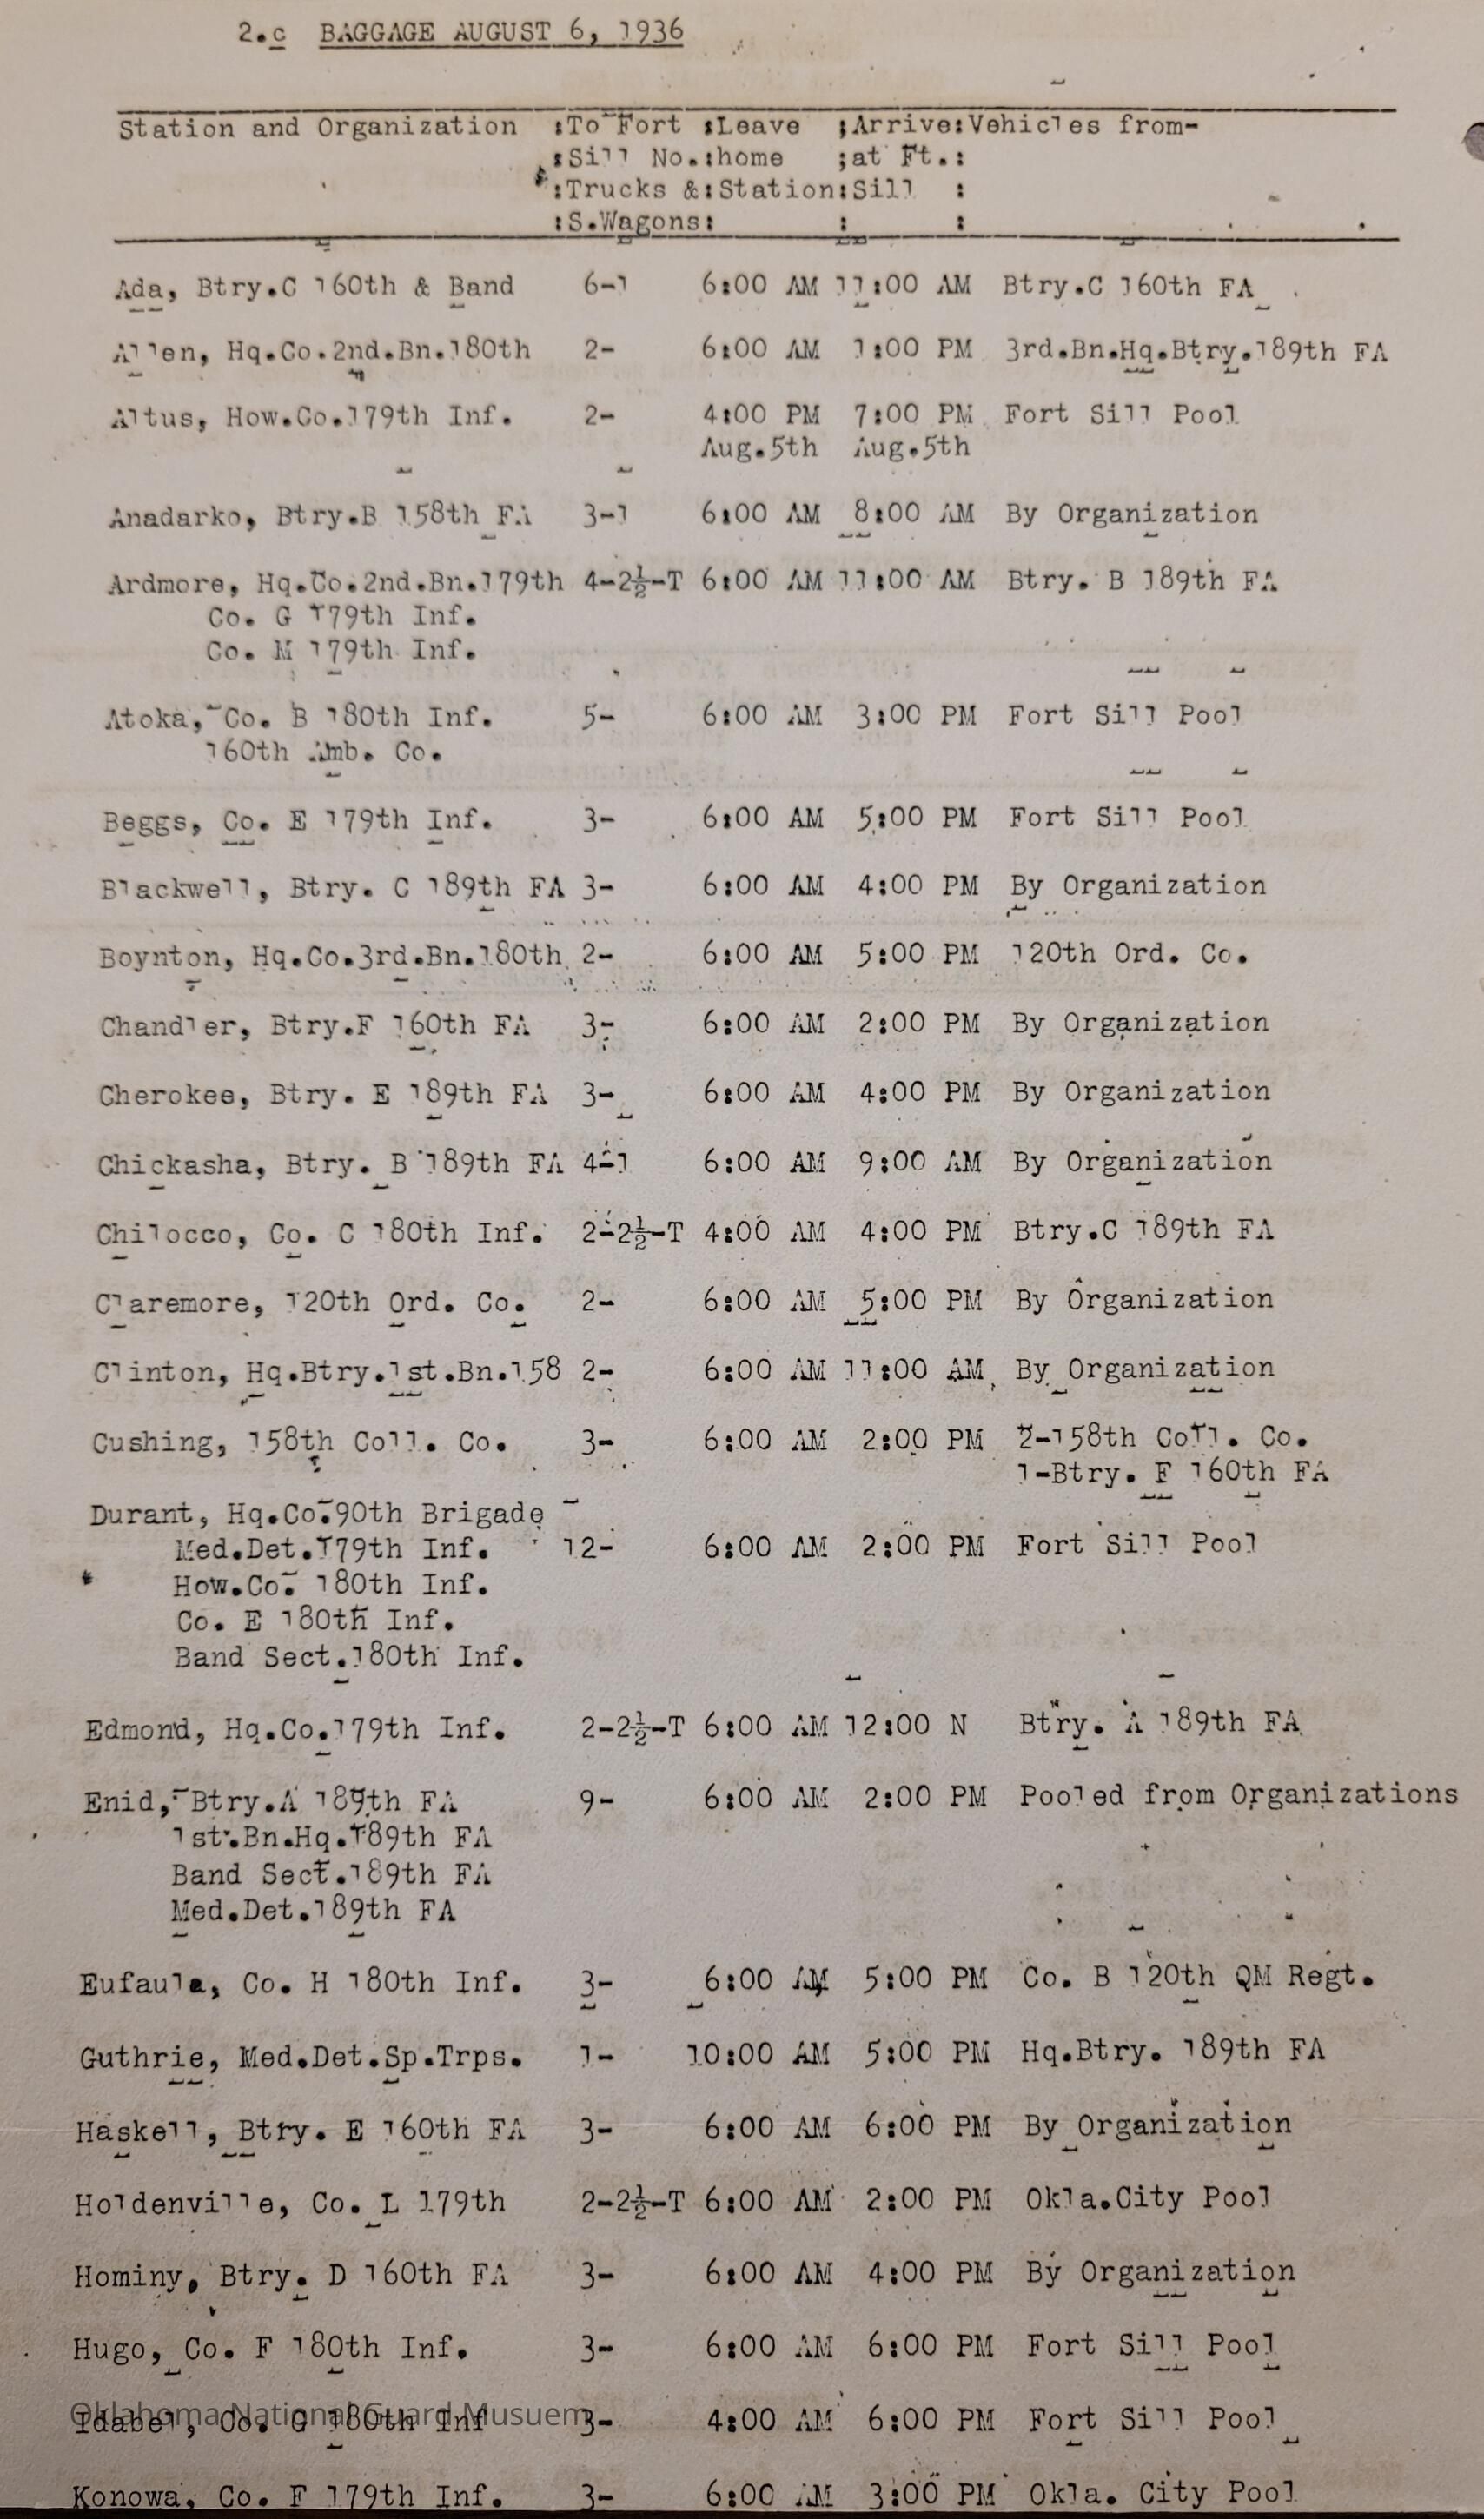 2.c BAGGAGE AUGUST 6, 1936
Station and Organization :To Fort :Leave ;Arrive:Vehicles from-
:Sill No.:home ;at Ft.:
:Trucks &:Station:Sill :
:S.Wagons: : :
Ada, Btry.C 160th & Band 6-1 6:00 AM 11:00 AM Btry.C 160th FA
Allen, Hq.Co.2nd.Bn.180th 2- 6:00 AM 1:00 PM 3rd.Bn.Hq.Btry.189th FA
Altus, How.Co.179th Inf. 2- 4:00 PM 7:00 PM Fort Sill Pool
Aug.5th Aug.5th
Anadarko, Btry.B 158th FA 3-1 6:00 AM 8:00 AM By Organization
Ardmore, Hq.Co.2nd.Bn.179th 4-2½-T 6:00 AM 11:00 AM Btry. B 189th FA
Co. G 179th Inf.
Co. M 179th Inf.
Atoka, Co. B 180th Inf. 5- 6:00 AM 3:00 PM Fort Sill Pool
160th Amb. Co.
Beggs, Co. E 179th Inf. 3- 6:00 AM 5:00 PM Fort Sill Pool
Blackwell, Btry. C 189th FA 3- 6:00 AM 4:00 PM By Organization
Boynton, Hq.Co.3rd.Bn.180th 2- 6:00 AM 5:00 PM 120th Ord. Co.
Chandler, Btry.F 160th FA 3- 6:00 AM 2:00 PM By Organization
Cherokee, Btry. E 189th FA 3- 6:00 AM 4:00 PM By Organization
Chickasha, Btry. B 189th FA 4-1 6:00 AM 9:00 AM By Organization
Chilocco, Co. C 180th Inf. 2-2½-T 4:00 AM 4:00 PM Btry.C 189th FA
Claremore, 120th Ord. Co. 2- 6:00 AM 5:00 PM By Organization
Clinton, Hq.Btry.1st.Bn.158 2- 6:00 AM 11:00 AM By Organization
Cushing, 158th Coll. Co. 3- 6:00 AM 2:00 PM 2-158th Coll. Co.
1-Btry. F 160th FA
Durant, Hq.Co.90th Brigade
Med.Det.179th Inf. 12- 6:00 AM 2:00 PM Fort Sill Pool
How.Co. 180th Inf.
Co. E 180th Inf.
Band Sect.180th Inf.
Edmond, Hq.Co.179th Inf. 2-2½-T 6:00 AM 12:00 N Btry. A 189th FA
Enid, Btry.A 189th FA 9- 6:00 AM 2:00 PM Pooled from Organizations
1st.Bn.Hq.189th FA
Band Sect.189th FA
Med.Det.189th FA
Eufaula, Co. H 180th Inf. 3- 6:00 AM 5:00 PM Co. B 120th QM Regt.
Guthrie, Med.Det.Sp.Trps. 1- 10:00 AM 5:00 PM Hq.Btry. 189th FA
Haskell, Btry. E 160th FA 3- 6:00 AM 6:00 PM By Organization
Holdenville, Co. L 179th 2-2½-T 6:00 AM 2:00 PM Okla.City Pool
Hominy, Btry. D 160th FA 3- 6:00 AM 4:00 PM By Organization
Hugo, Co. F 180th Inf. 3- 6:00 AM 6:00 PM Fort Sill Pool
Idabel, Co. G 180th Inf 3- 4:00 AM 6:00 PM Fort Sill Pool
Oklahoma National Guard Musuem
Konowa, Co. F 179th Inf. 3- 6:00 AM 3:00 PM Okla. City Pool